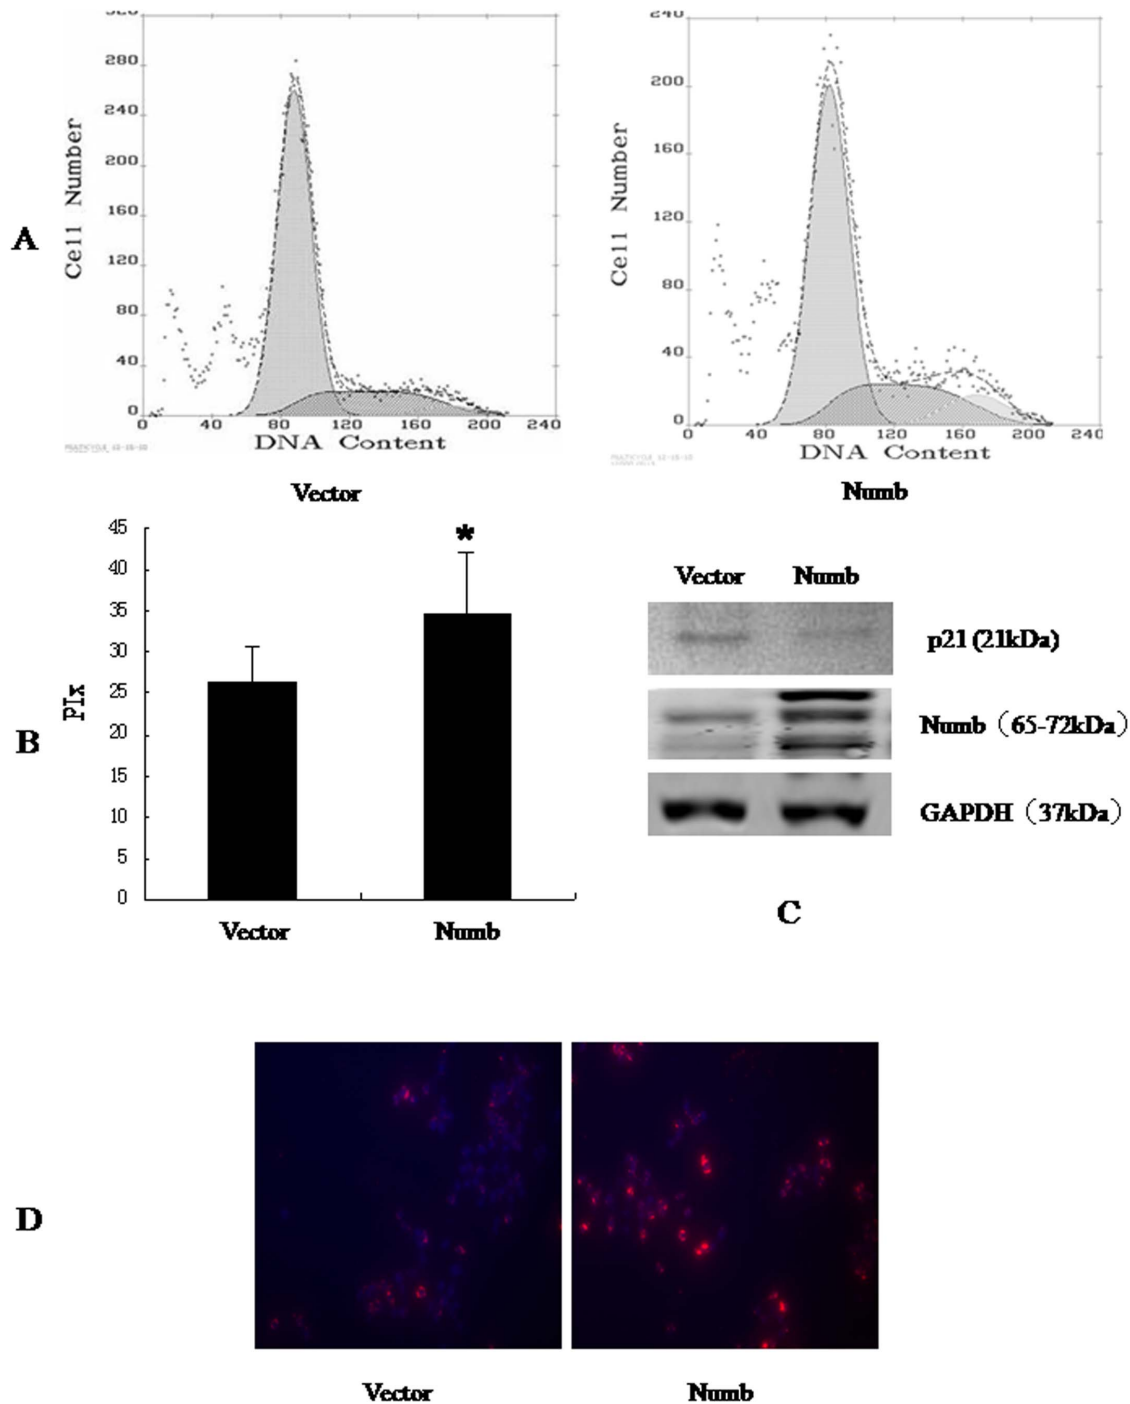 A
Cell Number
280
240
200
160
120
80
40
0
0 40 80 120 160 200 240
DNA Content
Vector
Cell Number
240
200
160
120
80
40
0
0 40 80 120 160 200 240
DNA Content
Numb
B
PIx
45
40
35
30
25
20
15
10
5
0
*
Vector Numb
Vector Numb
p21 (21kDa)
Numb（65-72kDa）
GAPDH（37kDa）
C
D
Vector Numb